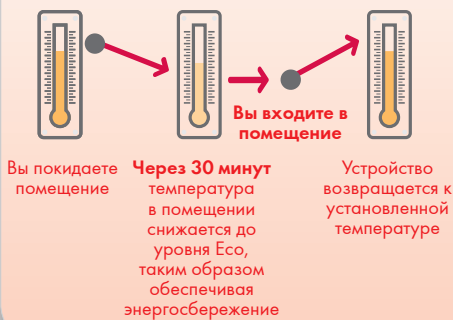 Вы покидаете
помещение
Через 30 минут
температура
в помещении
снижается до
уровня Eco,
таким образом
обеспечивая
энергосбережение
Вы входите в
помещение
Устройство
возвращается к
установленной
температуре